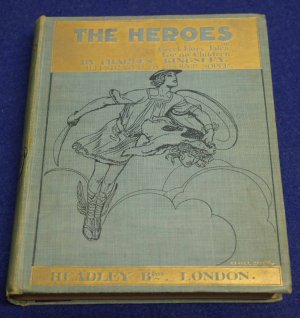 THE HEROES
Greek Fairy Tales
for my Children
BY CHARLES KINGSLEY
HEADLEY Bros. LONDON.